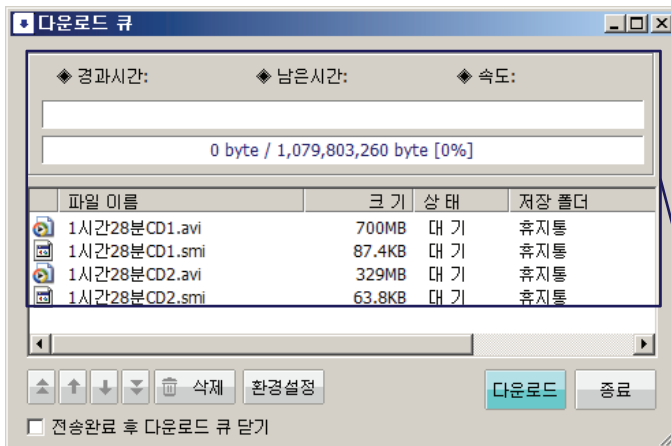 다운로드 큐
◈ 경과시간: ◈ 남은시간: ◈ 속도:
0 byte / 1,079,803,260 byte [0%]
파일 이름 크 기 상 태 저장 폴더
1시간28분CD1.avi 700MB 대 기 휴지통
1시간28분CD1.smi 87.4KB 대 기 휴지통
1시간28분CD2.avi 329MB 대 기 휴지통
1시간28분CD2.smi 63.8KB 대 기 휴지통
삭제 환경설정 다운로드 종료
전송완료 후 다운로드 큐 닫기